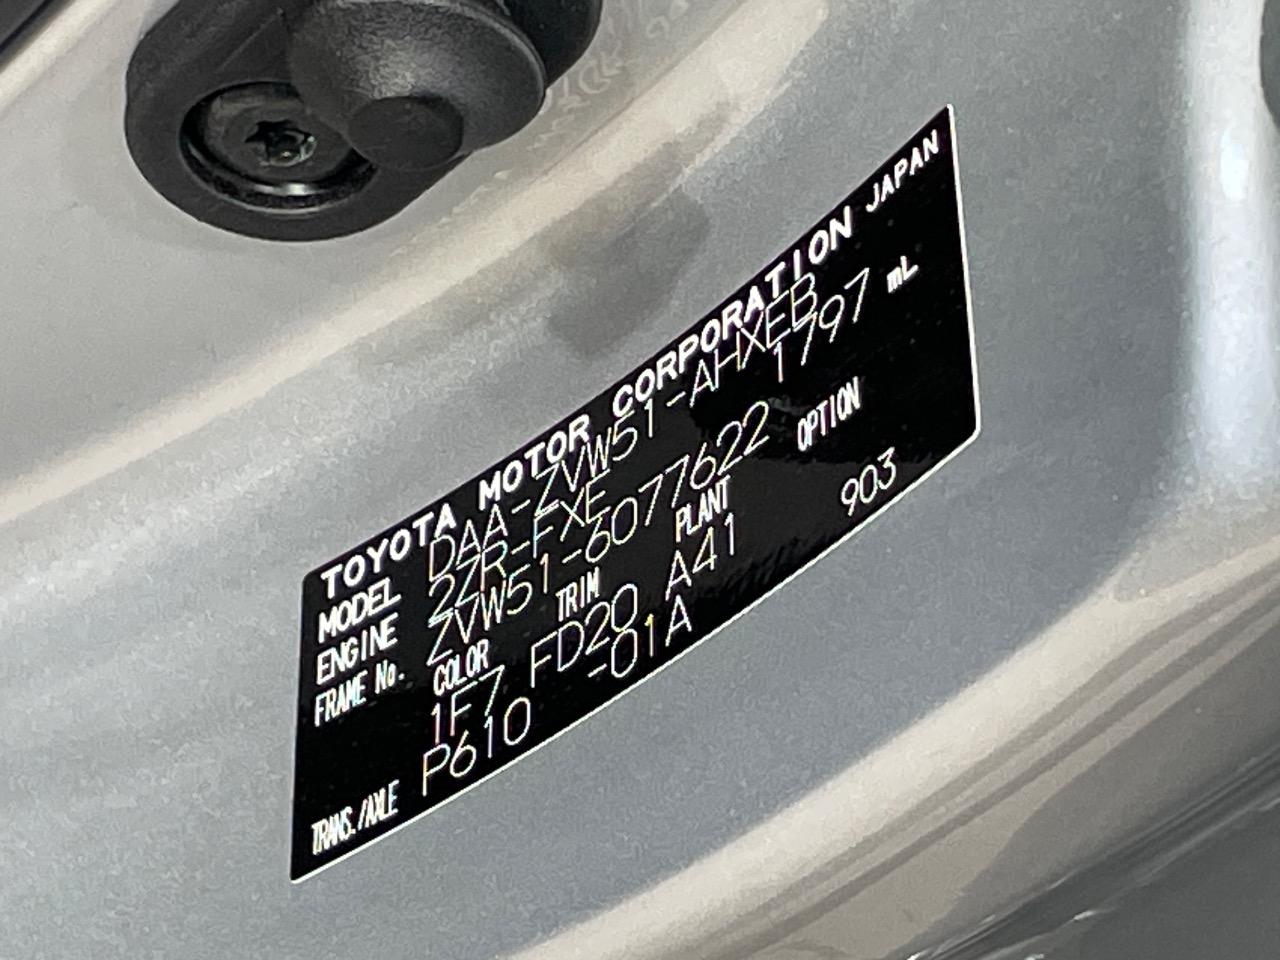 TOYOTA MOTOR CORPORATION JAPAN
MODEL DAA-ZVW51-AHXEB
ENGINE 2ZR-FXE 1797 mL
FRAME No. ZVW51-6077622
COLOR TRIM PLANT OPTION
1F7 FD20 A41 903
TRANS./AXLE P610 -01A